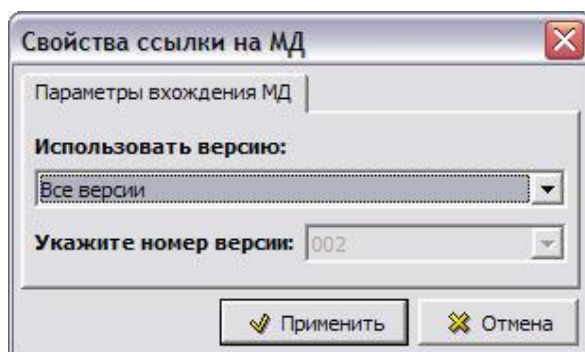 Свойства ссылки на МД
Параметры вхождения МД
Использовать версию:
Все версии
Укажите номер версии: 002
Применить Отмена